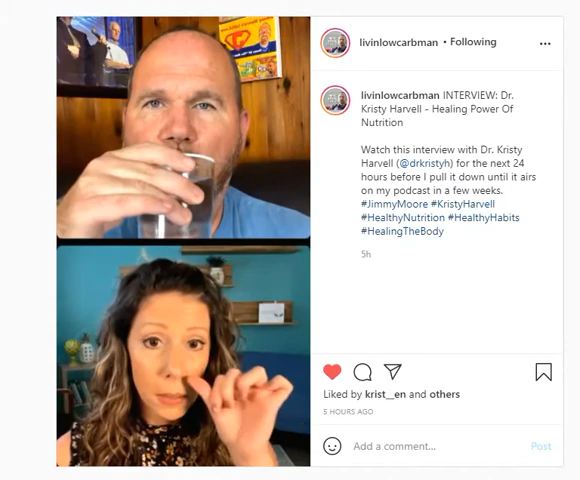 livinlowcarbman • Following
livinlowcarbman INTERVIEW: Dr.
Kristy Harvell - Healing Power Of
Nutrition
Watch this interview with Dr. Kristy
Harvell (@drkristyh) for the next 24
hours before I pull it down until it airs
on my podcast in a few weeks.
#JimmyMoore #KristyHarvell
#HealthyNutrition #HealthyHabits
#HealingTheBody
5h
Liked by krist__en and others
5 HOURS AGO
Add a comment...
Post